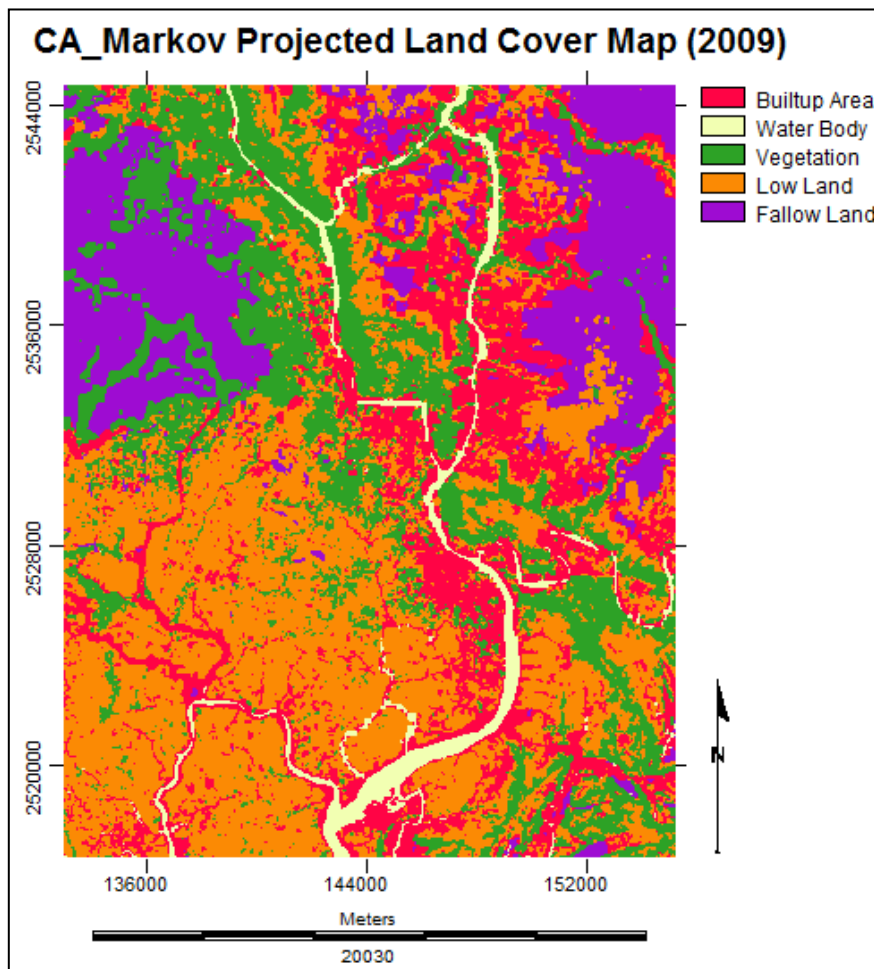 CA_Markov Projected Land Cover Map (2009)
Builtup Area
Water Body
Vegetation
Low Land
Fallow Land
2544000
2536000
2528000
2520000
N
136000 144000 152000
Meters
20030